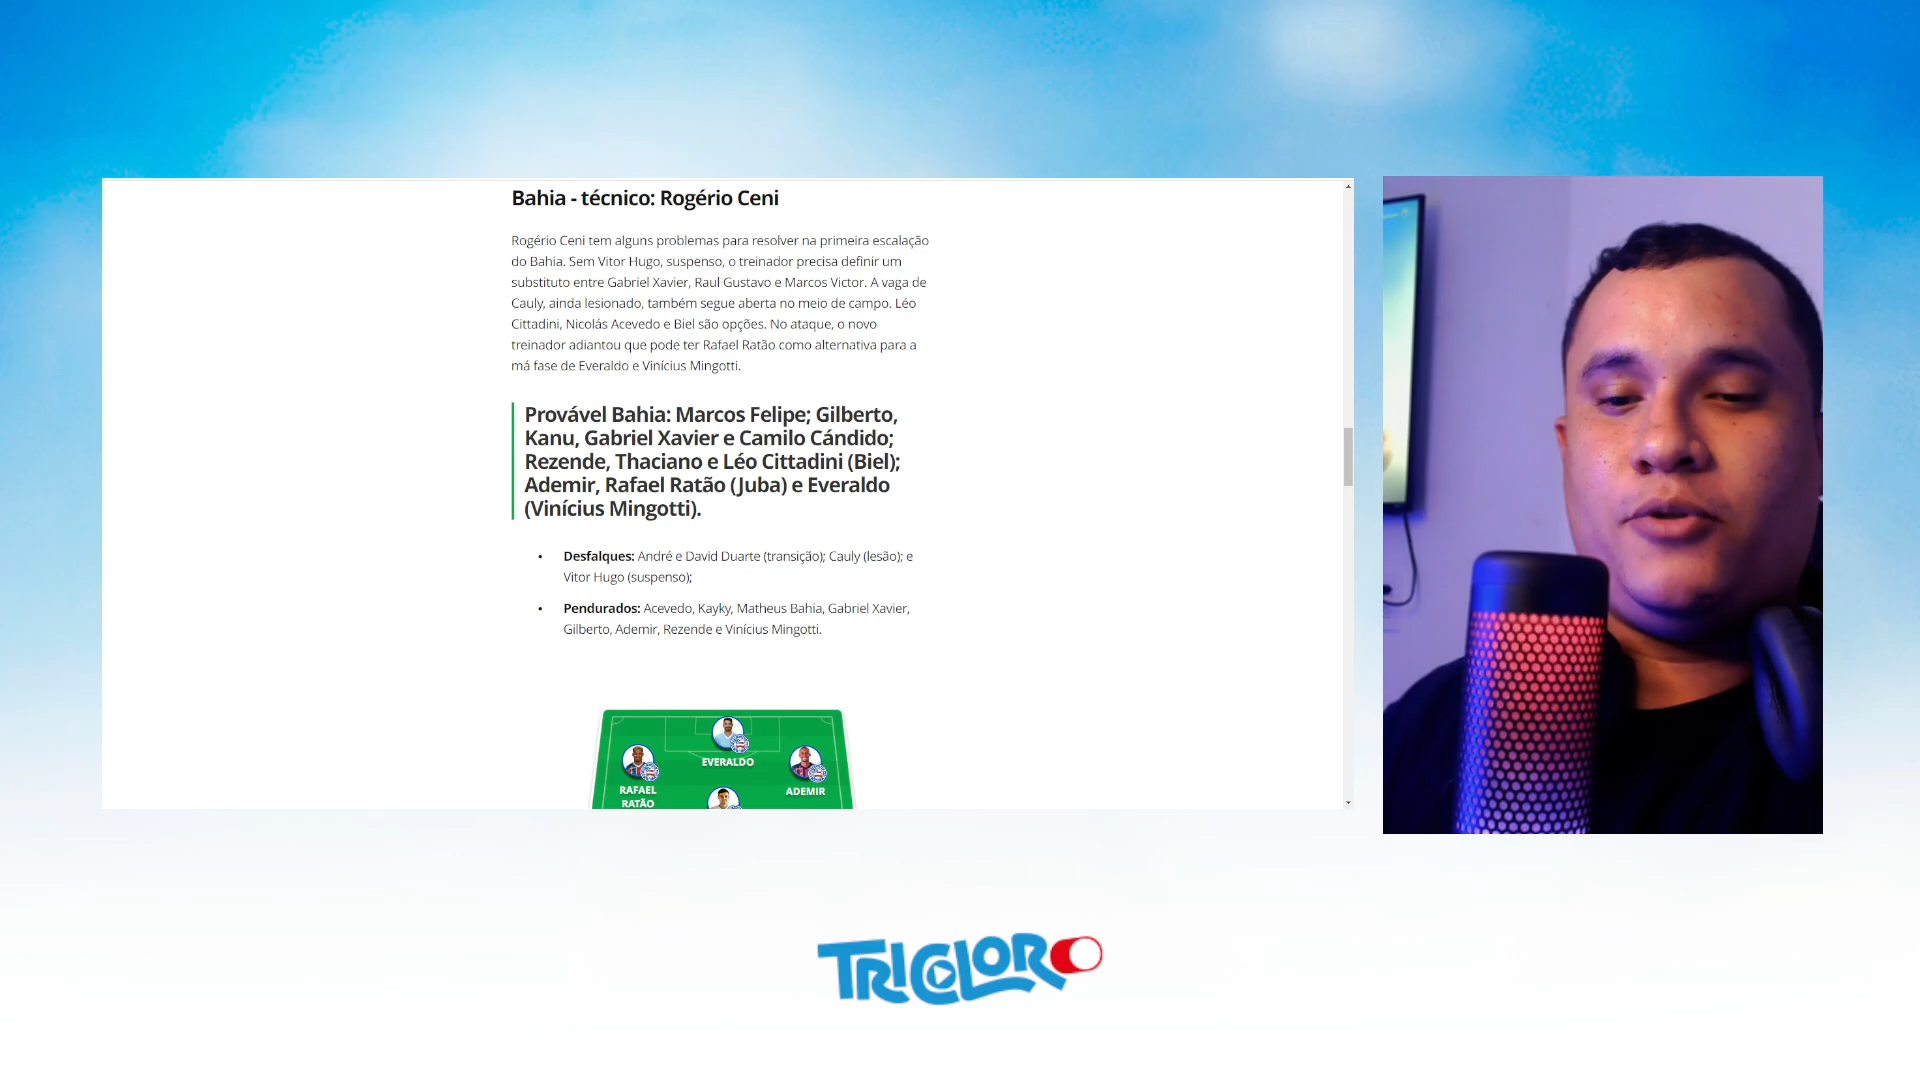 Bahia - técnico: Rogério Ceni
Rogério Ceni tem alguns problemas para resolver na primeira escalação
do Bahia. Sem Vitor Hugo, suspenso, o treinador precisa definir um
substituto entre Gabriel Xavier, Raul Gustavo e Marcos Victor. A vaga de
Cauly, ainda lesionado, também segue aberta no meio de campo. Léo
Cittadini, Nicolás Acevedo e Biel são opções. No ataque, o novo
treinador adiantou que pode ter Rafael Ratão como alternativa para a
má fase de Everaldo e Vinícius Mingotti.
Provável Bahia: Marcos Felipe; Gilberto,
Kanu, Gabriel Xavier e Camilo Cándido;
Rezende, Thaciano e Léo Cittadini (Biel);
Ademir, Rafael Ratão (Juba) e Everaldo
(Vinícius Mingotti).
• Desfalques: André e David Duarte (transição); Cauly (lesão); e
Vitor Hugo (suspenso);
• Pendurados: Acevedo, Kayky, Matheus Bahia, Gabriel Xavier,
Gilberto, Ademir, Rezende e Vinícius Mingotti.
EVERALDO
RAFAEL
RATÃO
ADEMIR
TRICOLOR